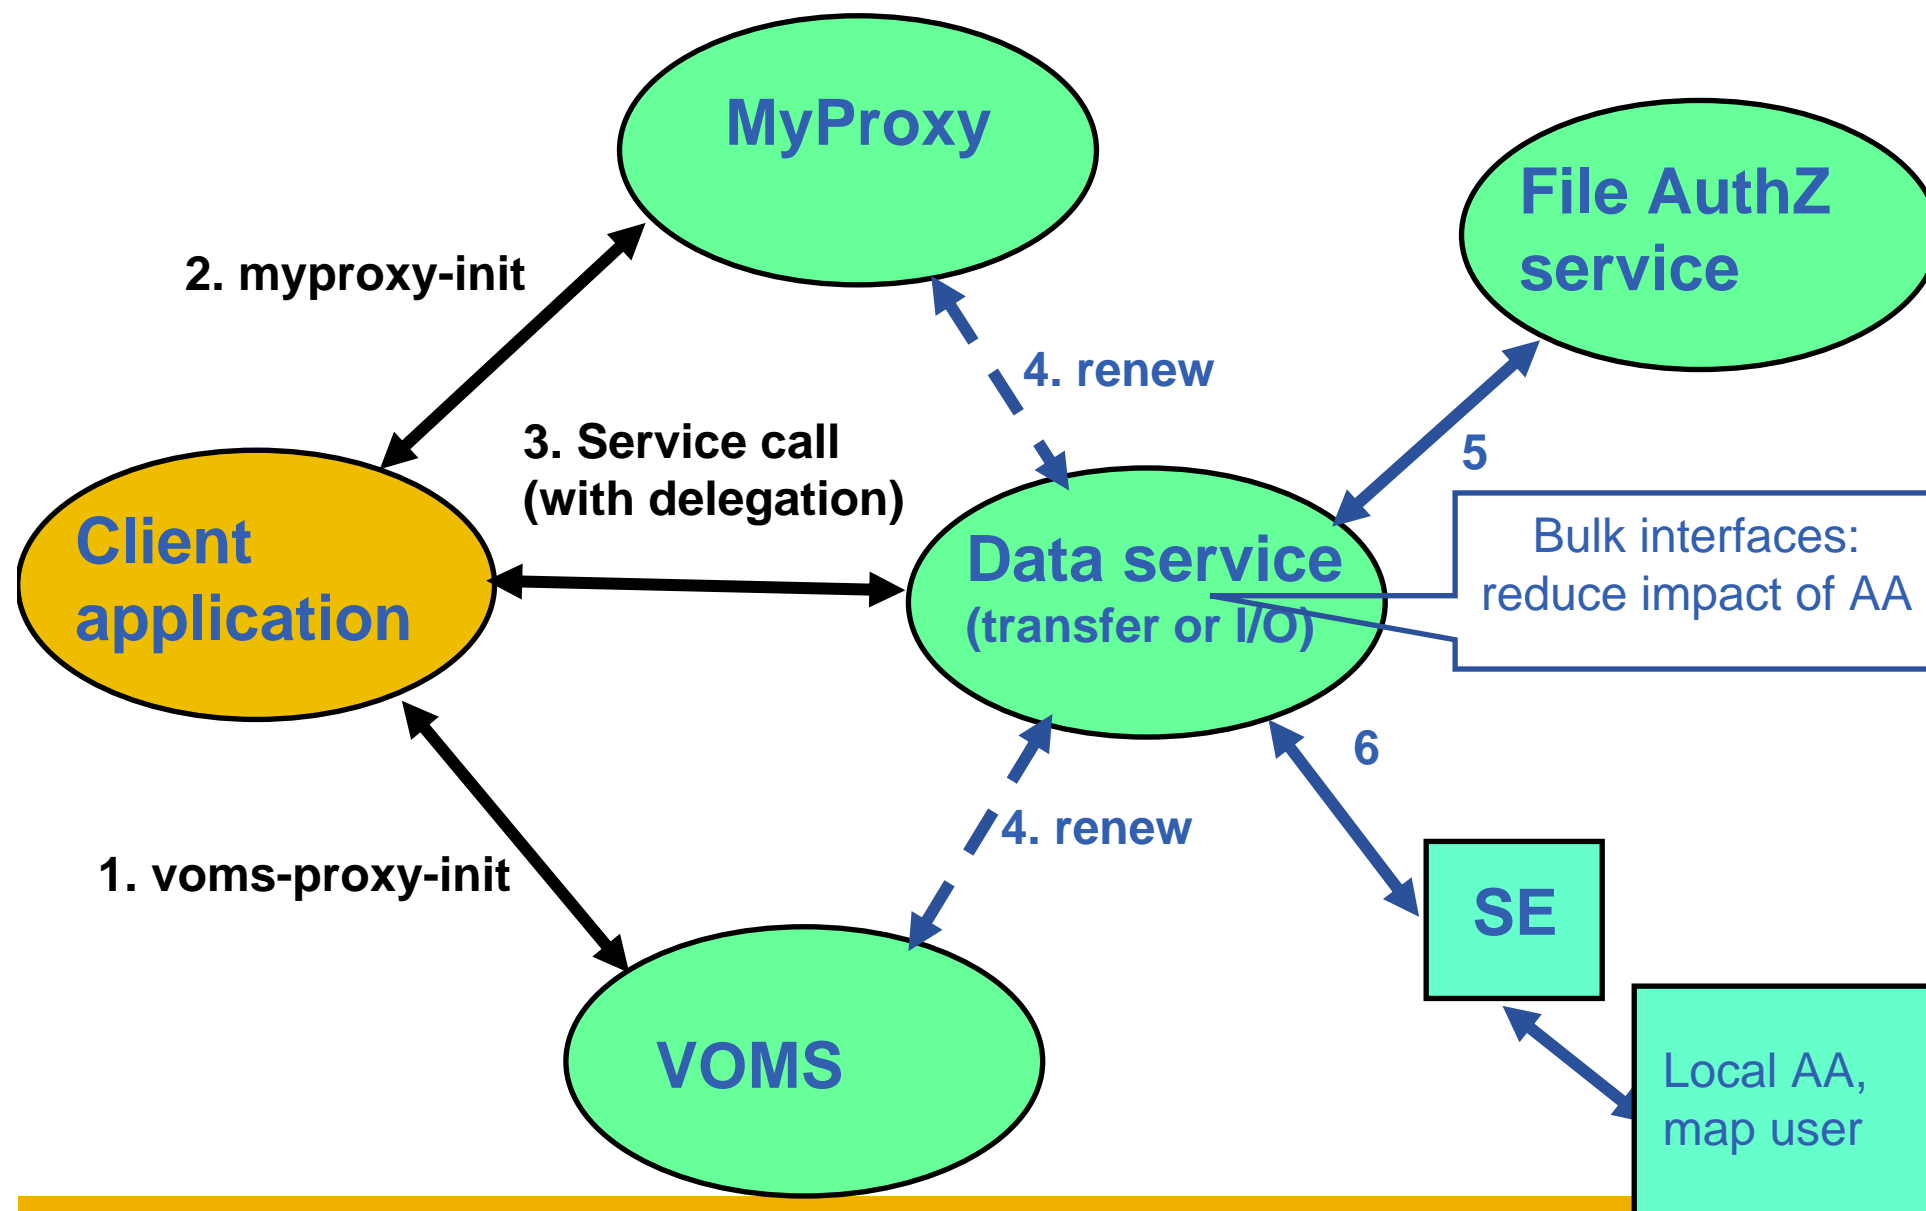 MyProxy
File AuthZ
service
2. myproxy-init
4. renew
3. Service call
(with delegation)
5
Client
application
Data service
(transfer or I/O)
Bulk interfaces:
reduce impact of AA
6
4. renew
1. voms-proxy-init
SE
VOMS
Local AA,
map user